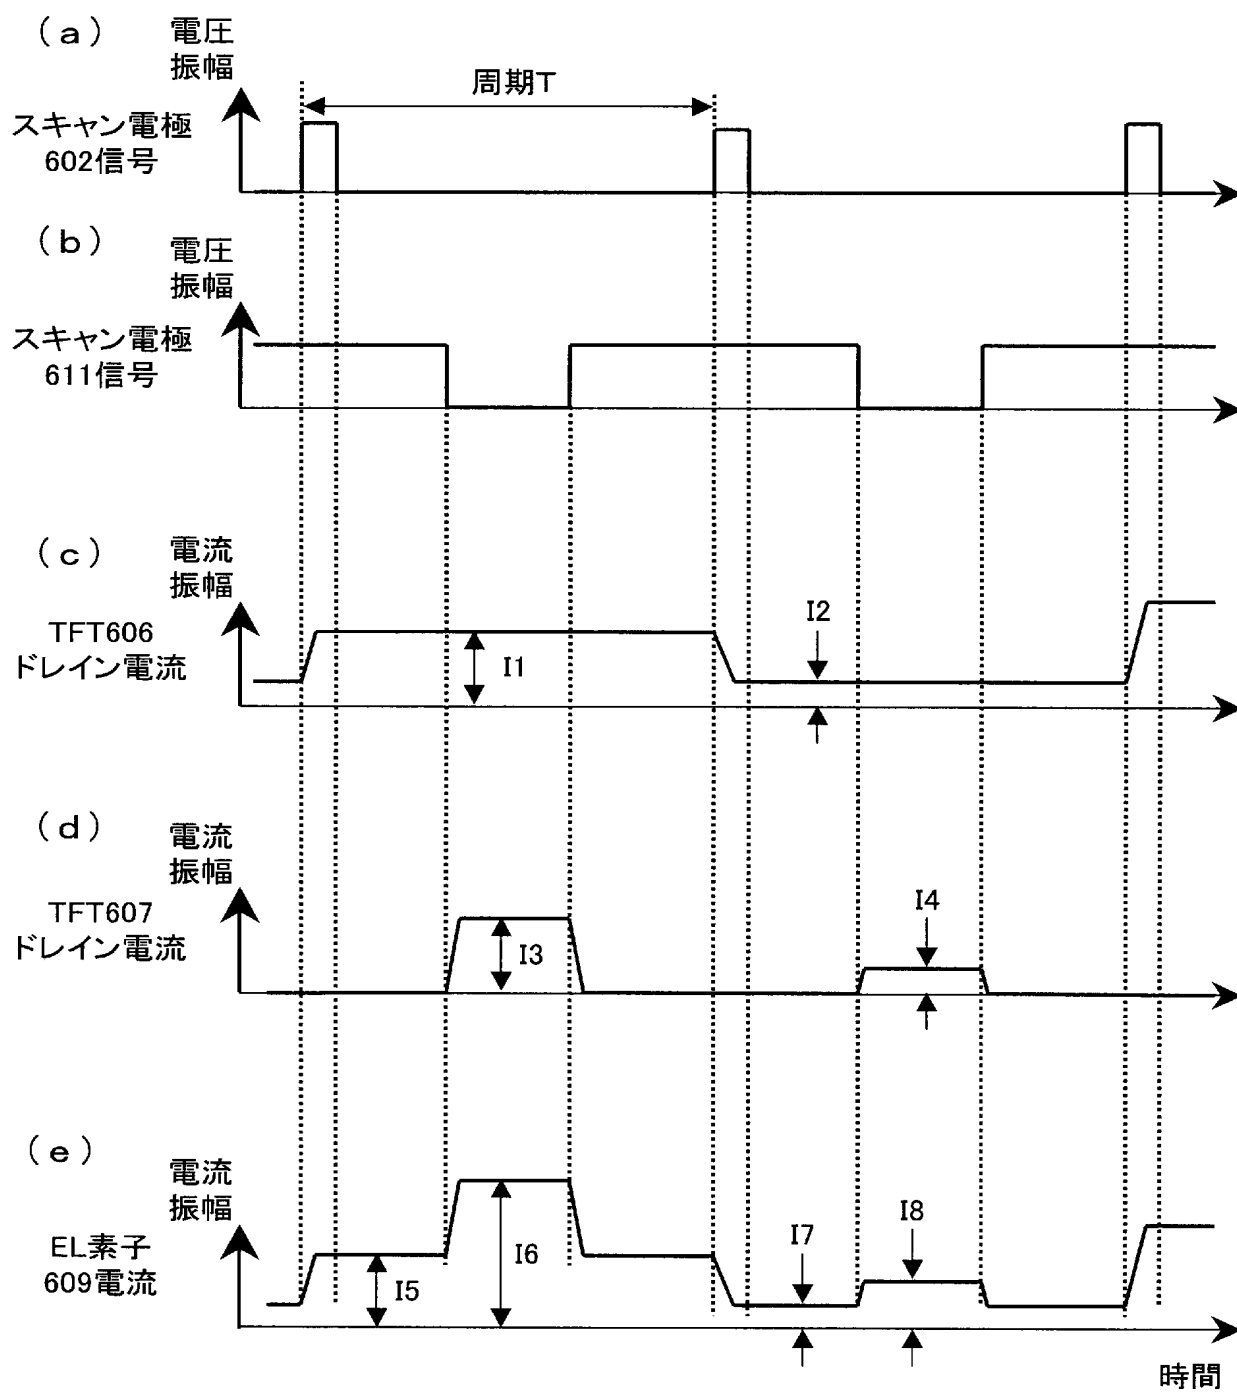 （a）
電圧
振幅
周期T
スキャン電極
602信号
（b）
電圧
振幅
スキャン電極
611信号
（c）
電流
振幅
TFT606
ドレイン電流
I1
I2
（d）
電流
振幅
TFT607
ドレイン電流
I3
I4
（e）
電流
振幅
EL素子
609電流
I5
I6
I7
I8
時間